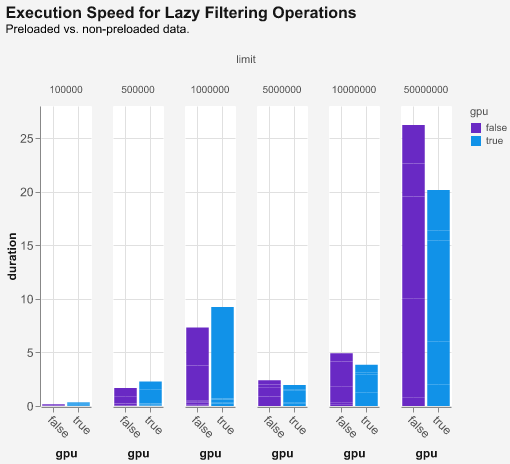 Execution Speed for Lazy Filtering Operations
Preloaded vs. non-preloaded data.
limit
100000 500000 1000000 5000000 10000000 50000000
gpu
false
true
duration
25
20
15
10
5
0
false true false true false true false true false true false true
gpu gpu gpu gpu gpu gpu